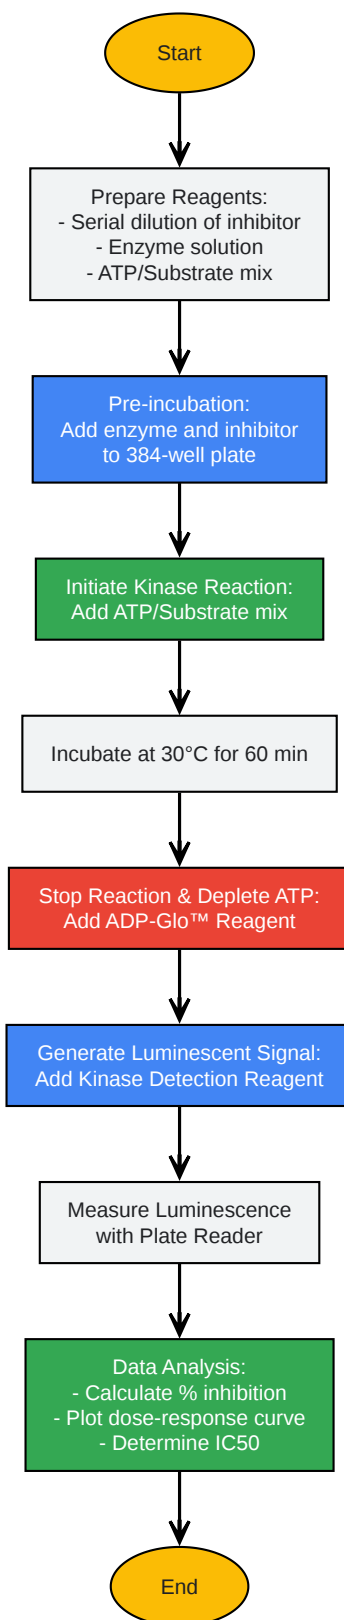 Start
Prepare Reagents:
- Serial dilution of inhibitor
- Enzyme solution
- ATP/Substrate mix
Pre-incubation:
Add enzyme and inhibitor
to 384-well plate
Initiate Kinase Reaction:
Add ATP/Substrate mix
Incubate at 30°C for 60 min
Stop Reaction & Deplete ATP:
Add ADP-Glo™ Reagent
Generate Luminescent Signal:
Add Kinase Detection Reagent
Measure Luminescence
with Plate Reader
Data Analysis:
- Calculate % inhibition
- Plot dose-response curve
- Determine IC50
End